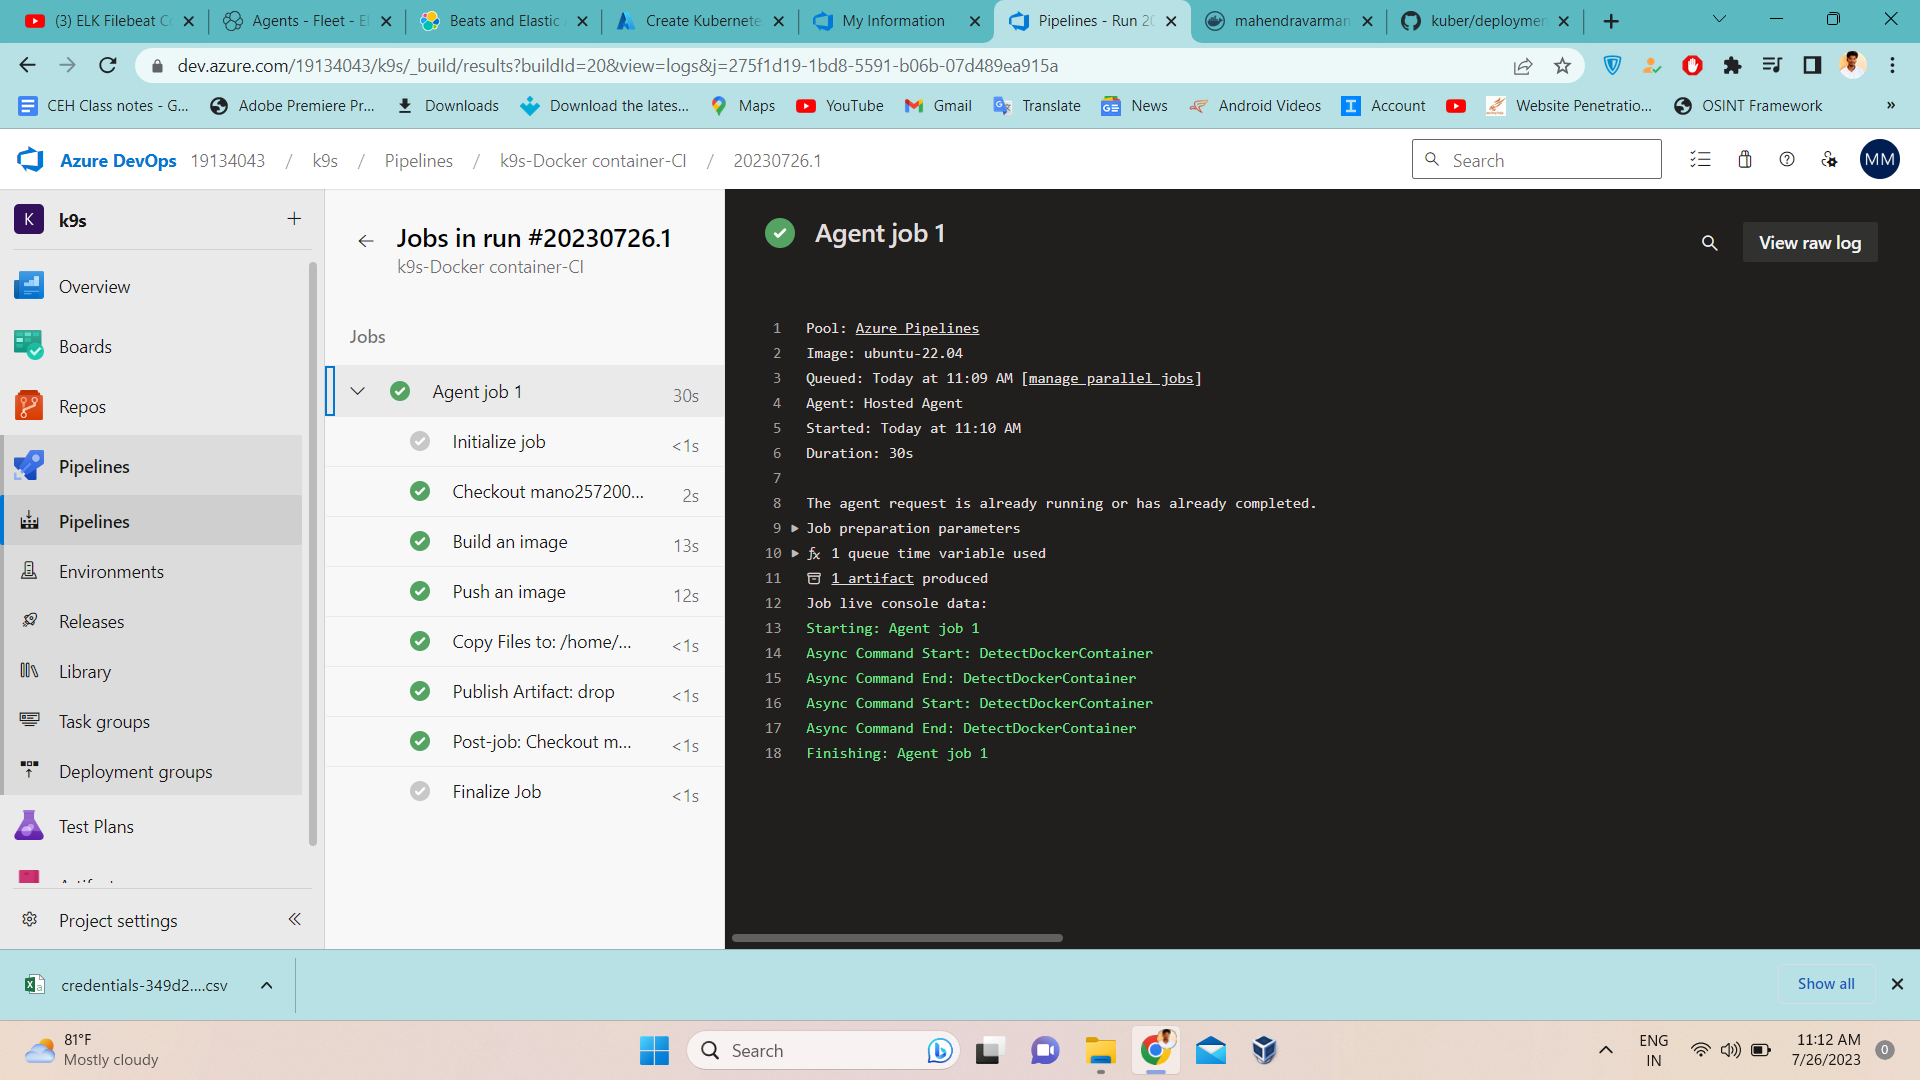 (3) ELK Filebeat Co
Agents - Fleet - El
Beats and Elastic A
Create Kubernete
My Information
Pipelines - Run 20
mahendravarman
kuber/deploymen
dev.azure.com/19134043/k9s/_build/results?buildId=20&view=logs&j=275f1d19-1bd8-5591-b06b-07d489ea915a
CEH Class notes - G...
Adobe Premiere Pr...
Downloads
Download the lates...
Maps
YouTube
Gmail
Translate
News
Android Videos
Account
Website Penetratio...
OSINT Framework
»
Azure DevOps 19134043 / k9s / Pipelines / k9s-Docker container-CI / 20230726.1
Search
MM
K k9s
Overview
Boards
Repos
Pipelines
Pipelines
Environments
Releases
Library
Task groups
Deployment groups
Test Plans
Project settings
Jobs in run #20230726.1
k9s-Docker container-CI
Jobs
Agent job 1 30s
Initialize job <1s
Checkout mano257200... 2s
Build an image 13s
Push an image 12s
Copy Files to: /home/... <1s
Publish Artifact: drop <1s
Post-job: Checkout m... <1s
Finalize Job <1s
Agent job 1
View raw log
1 Pool: Azure Pipelines
2 Image: ubuntu-22.04
3 Queued: Today at 11:09 AM [manage parallel jobs]
4 Agent: Hosted Agent
5 Started: Today at 11:10 AM
6 Duration: 30s
7
8 The agent request is already running or has already completed.
9 Job preparation parameters
10 fx 1 queue time variable used
11 1 artifact produced
12 Job live console data:
13 Starting: Agent job 1
14 Async Command Start: DetectDockerContainer
15 Async Command End: DetectDockerContainer
16 Async Command Start: DetectDockerContainer
17 Async Command End: DetectDockerContainer
18 Finishing: Agent job 1
credentials-349d2....csv
Show all
81°F
Mostly cloudy
Search
ENG
IN
11:12 AM
7/26/2023
0